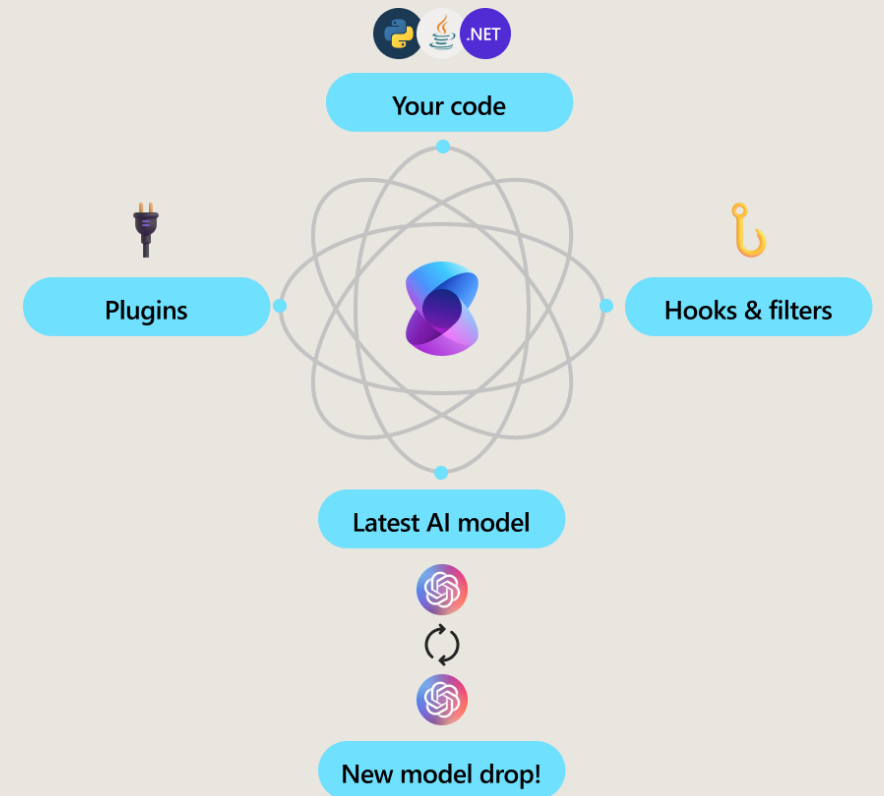 .NET
Your code
Plugins
Hooks & filters
Latest AI model
New model drop!